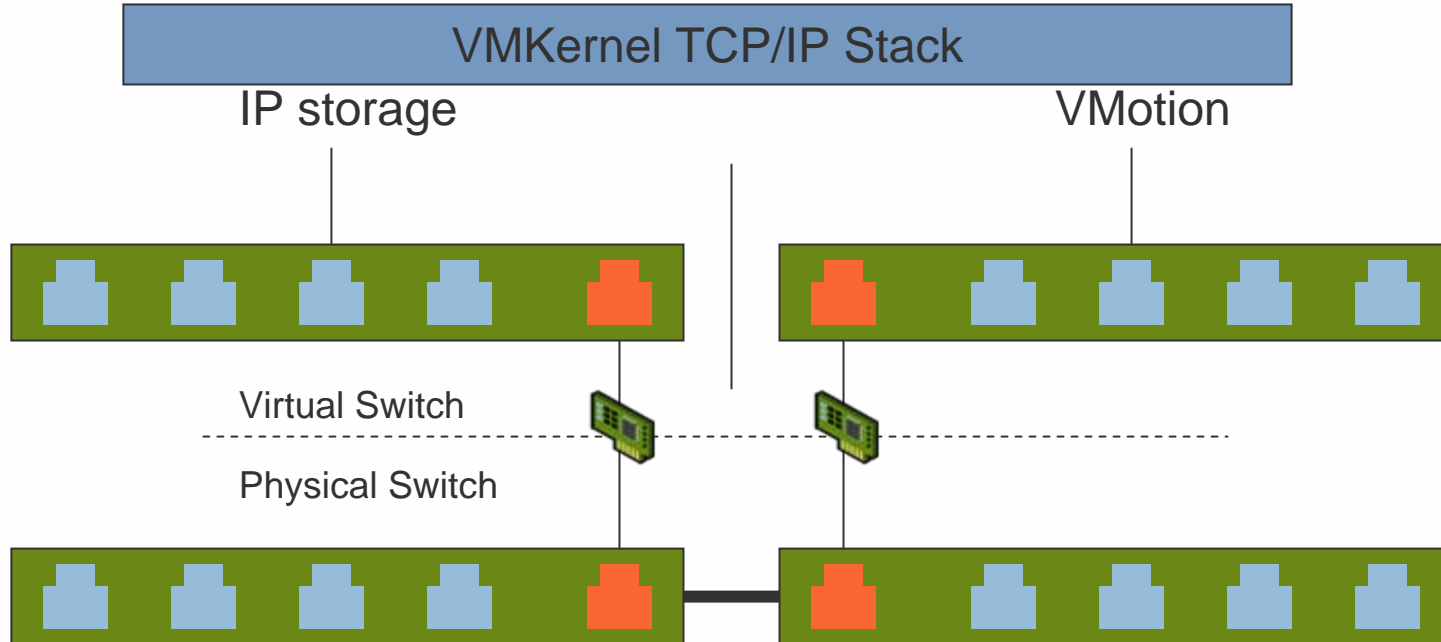 VMKernel TCP/IP Stack
IP storage
VMotion
Virtual Switch
Physical Switch